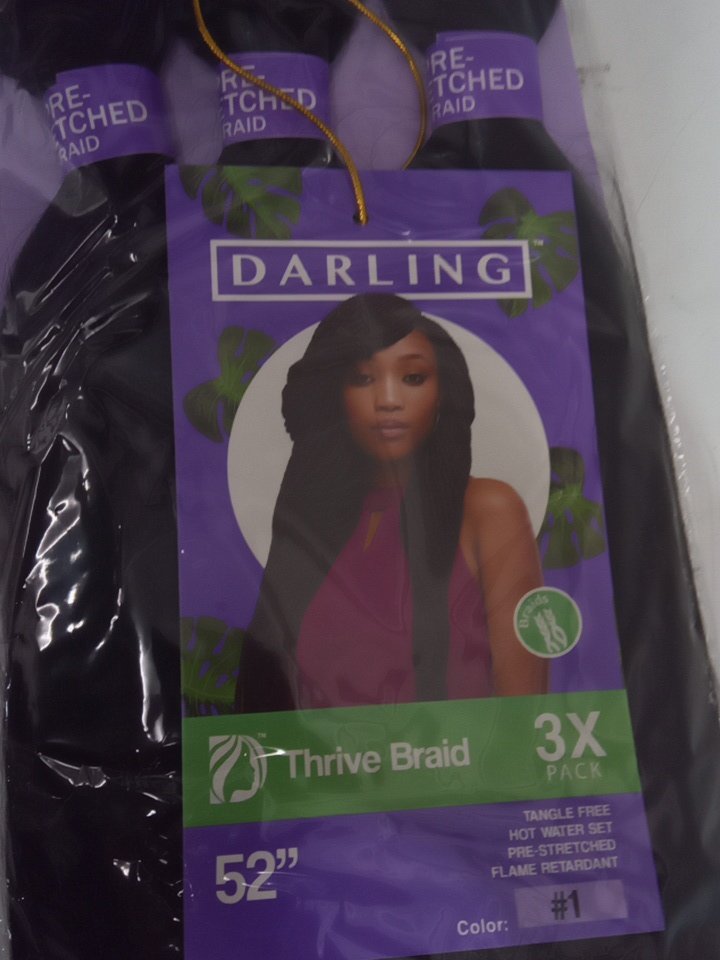 RE-
TCHED
RAID
RE-
TCHED
RAID
RE-
TCHED
RAID
DARLING™
Braids
Thrive Braid
3X
PACK
TANGLE FREE
HOT WATER SET
PRE-STRETCHED
FLAME RETARDANT
52”
Color: #1